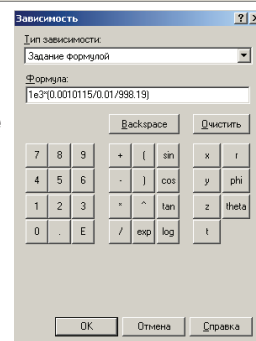 Зависимость
Тип зависимости:
Задание формулой
Формула:
1e3*(0.0010115/0.01/998.19)
Backspace Очистить
7 8 9 + ( sin x r
4 5 6 - ) cos y phi
1 2 3 * ^ tan z theta
0 . E / exp log t
OK Отмена Справка